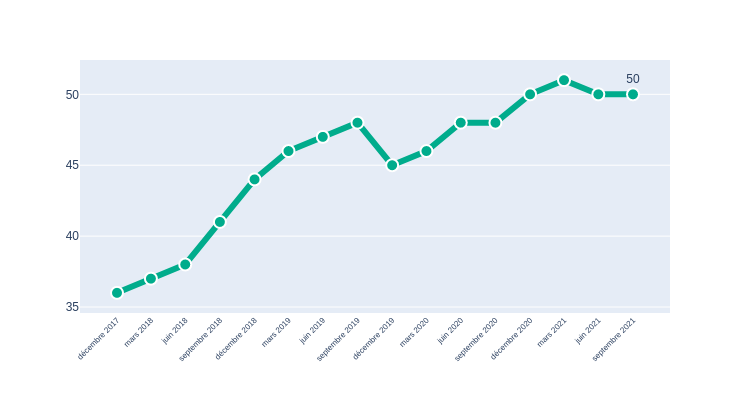 50
50
45
40
35
décembre 2017
mars 2018
juin 2018
septembre 2018
décembre 2018
mars 2019
juin 2019
septembre 2019
décembre 2019
mars 2020
juin 2020
septembre 2020
décembre 2020
mars 2021
juin 2021
septembre 2021